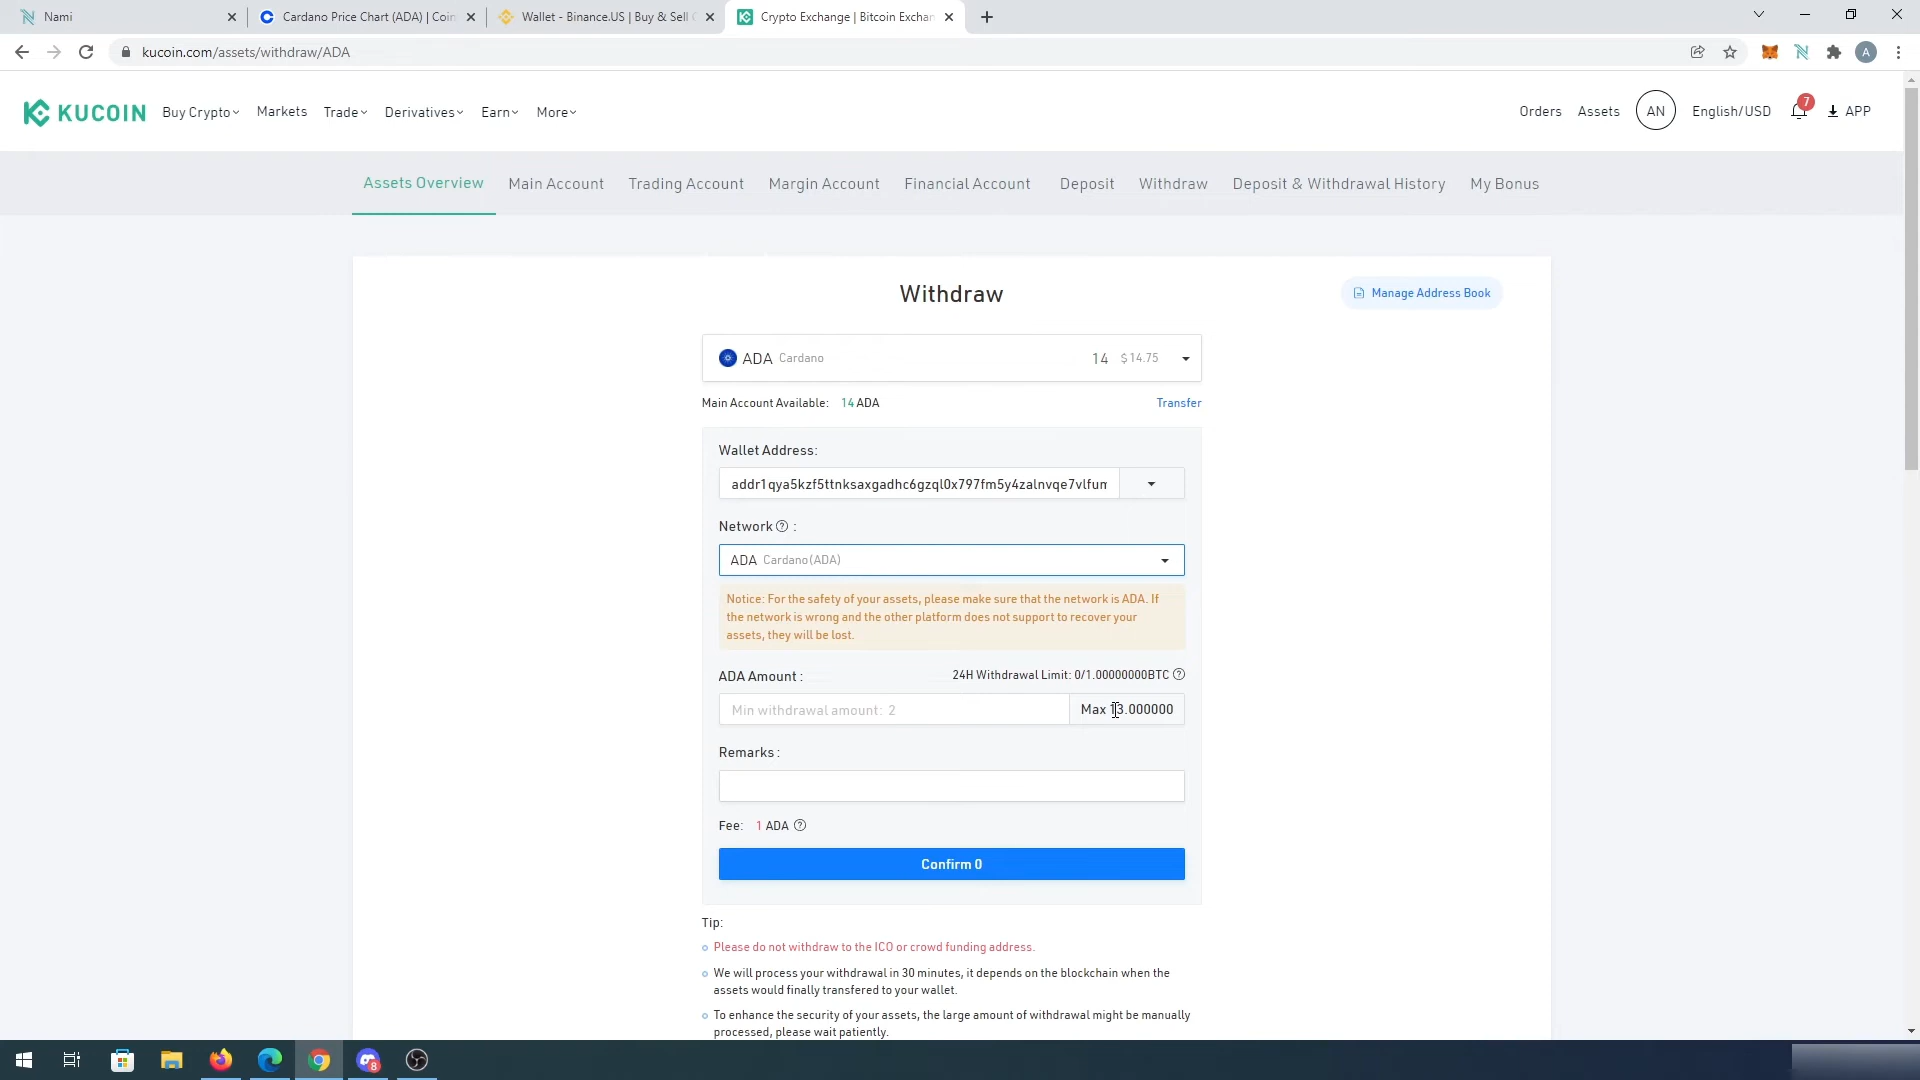 Nami
Cardano Price Chart (ADA) | Coin
Wallet - Binance.US | Buy & Sell C
Crypto Exchange | Bitcoin Exchan
kucoin.com/assets/withdraw/ADA
A
KUCOIN
Buy Crypto
Markets
Trade
Derivatives
Earn
More
Orders
Assets
AN
English/USD
7
APP
Assets Overview
Main Account
Trading Account
Margin Account
Financial Account
Deposit
Withdraw
Deposit & Withdrawal History
My Bonus
Withdraw
Manage Address Book
ADA Cardano 14 $14.75
Main Account Available: 14 ADA Transfer
Wallet Address:
addr1qya5kzf5ttnksaxgadhc6gzql0x797fm5y4zalnvqe7vlfum
Network ? :
ADA Cardano(ADA)
Notice: For the safety of your assets, please make sure that the network is ADA. If
the network is wrong and the other platform does not support to recover your
assets, they will be lost.
ADA Amount : 24H Withdrawal Limit: 0/1.00000000BTC ?
Min withdrawal amount: 2 Max 13.000000
Remarks :
Fee: 1 ADA ?
Confirm 0
Tip:
Please do not withdraw to the ICO or crowd funding address.
We will process your withdrawal in 30 minutes, it depends on the blockchain when the
assets would finally transfered to your wallet.
To enhance the security of your assets, the large amount of withdrawal might be manually
processed, please wait patiently.
8